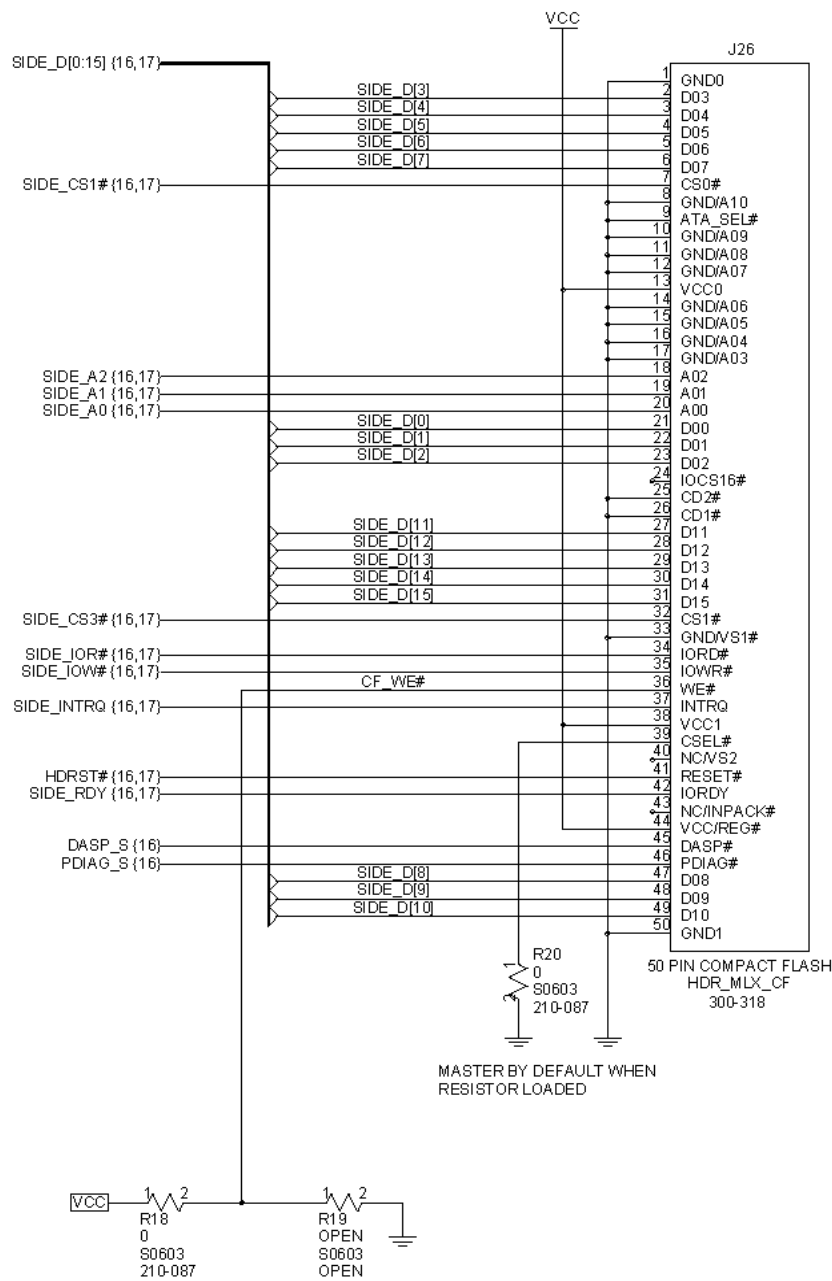 VCC
J26
SIDE_D[0:15] {16,17}
1 GND0
SIDE_D[3] 2 D03
SIDE_D[4] 3 D04
SIDE_D[5] 4 D05
SIDE_D[6] 5 D06
SIDE_D[7] 6 D07
SIDE_CS1# {16,17} 7 CS0#
8 GND/A10
9 ATA_SEL#
10 GND/A09
11 GND/A08
12 GND/A07
13 VCC0
14 GND/A06
15 GND/A05
16 GND/A04
17 GND/A03
SIDE_A2 {16,17} 18 A02
SIDE_A1 {16,17} 19 A01
SIDE_A0 {16,17} 20 A00
SIDE_D[0] 21 D00
SIDE_D[1] 22 D01
SIDE_D[2] 23 D02
24 IOCS16#
25 CD2#
26 CD1#
SIDE_D[11] 27 D11
SIDE_D[12] 28 D12
SIDE_D[13] 29 D13
SIDE_D[14] 30 D14
SIDE_D[15] 31 D15
SIDE_CS3# {16,17} 32 CS1#
33 GND/VS1#
SIDE_IOR# {16,17} 34 IORD#
SIDE_IOW# {16,17} 35 IOWR#
CF_WE# 36 WE#
SIDE_INTRQ {16,17} 37 INTRQ
38 VCC1
39 CSEL#
40 NC/VS2
HDRST# {16,17} 41 RESET#
SIDE_RDY {16,17} 42 IORDY
43 NC/INPACK#
44 VCC/REG#
DASP_S {16} 45 DASP#
PDIAG_S {16} 46 PDIAG#
SIDE_D[8] 47 D08
SIDE_D[9] 48 D09
SIDE_D[10] 49 D10
50 GND1
50 PIN COMPACT FLASH
HDR_MLX_CF
300-318
1 2
R20
0
S0603
210-087
MASTER BY DEFAULT WHEN
RESISTOR LOADED
VCC 1 2
R18
0
S0603
210-087
1 2
R19
OPEN
S0603
OPEN